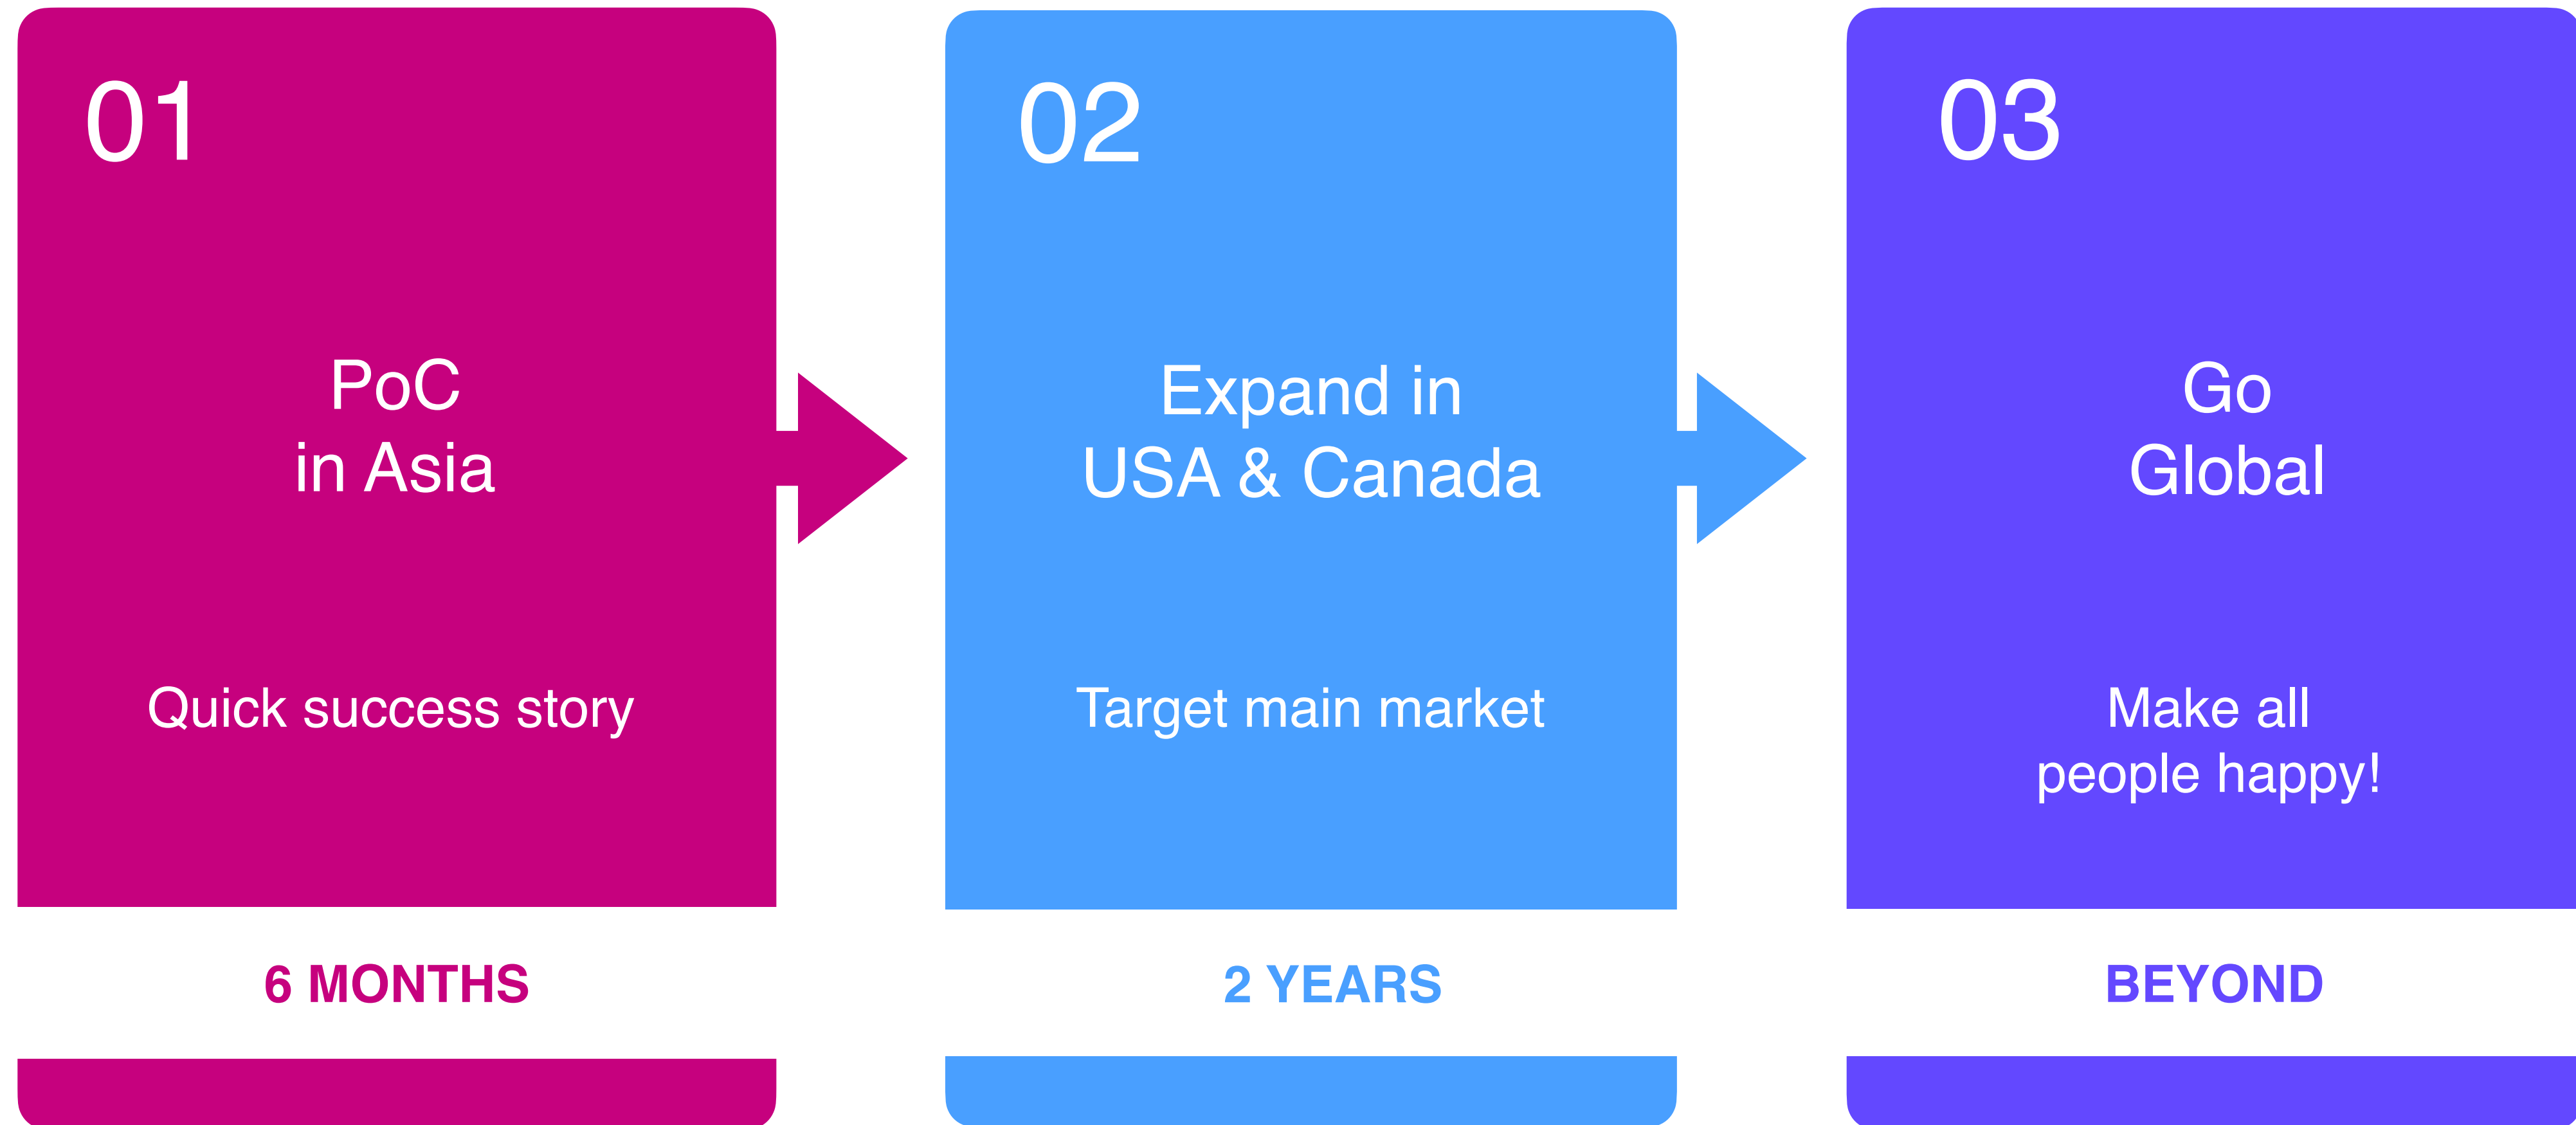 01
PoC
in Asia
Quick success story
6 MONTHS
02
Expand in
USA & Canada
Target main market
2 YEARS
03
Go
Global
Make all
people happy!
BEYOND